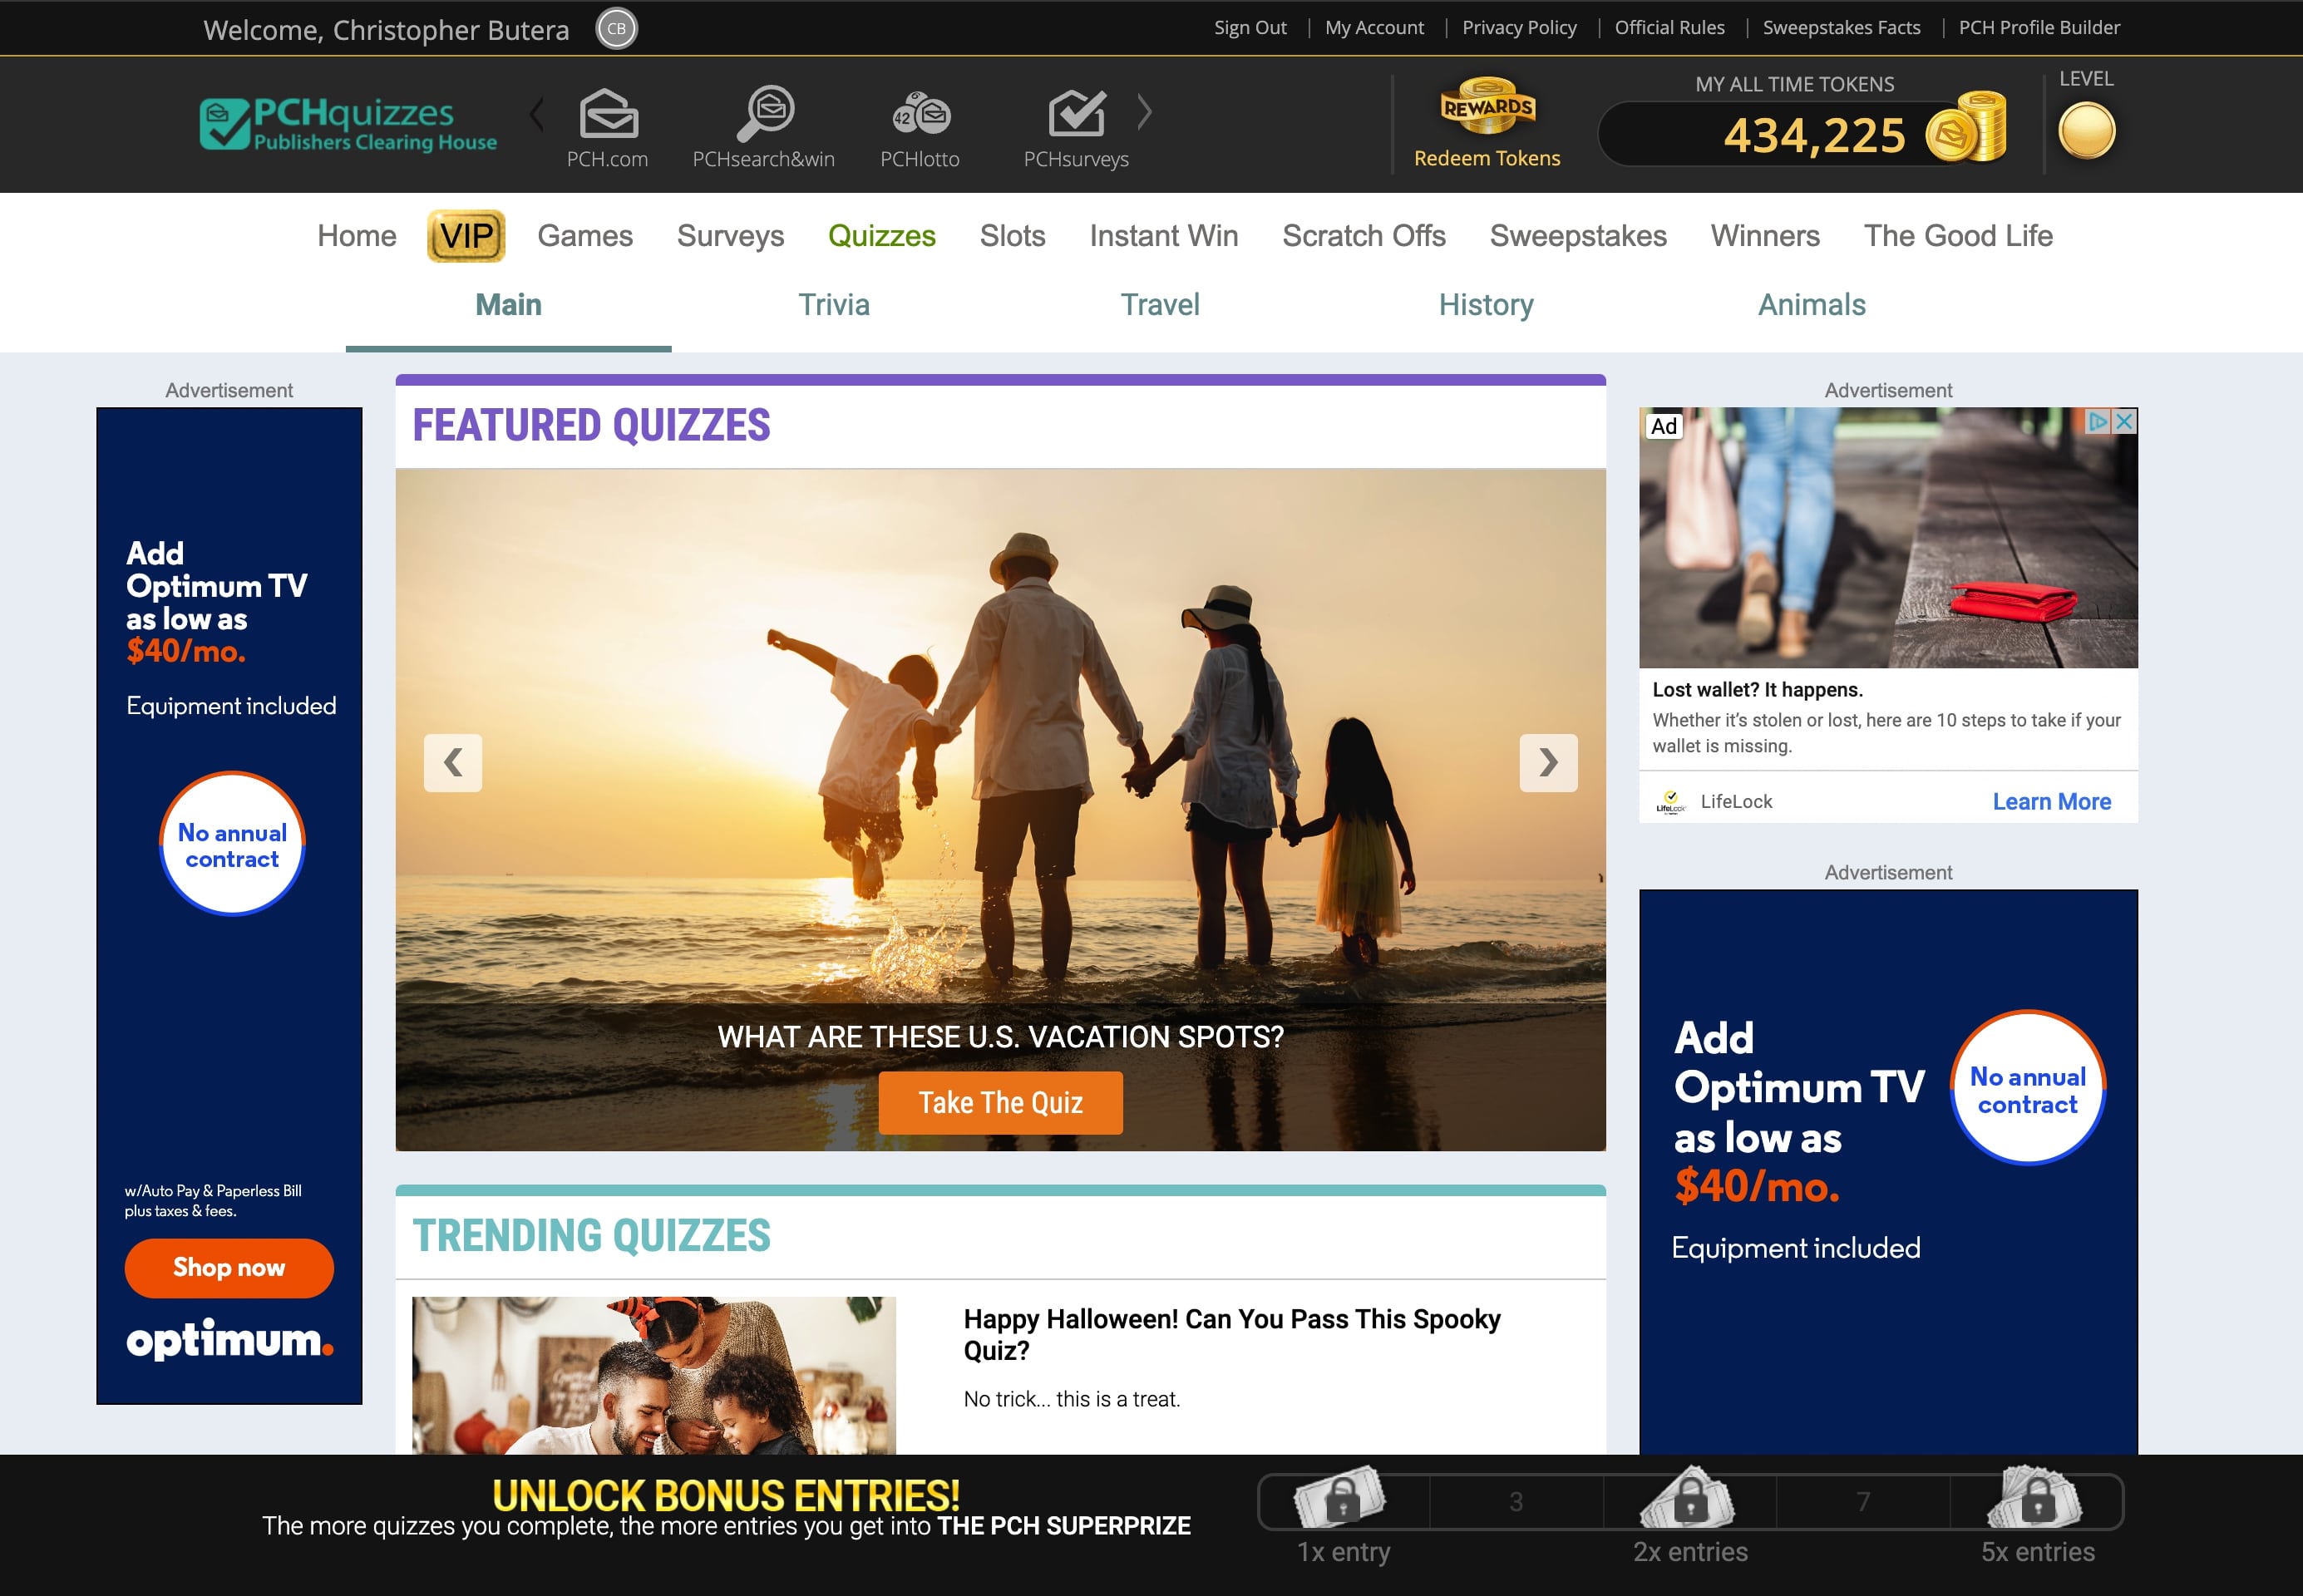 Welcome, Christopher Butera
CB
Sign Out
My Account
Privacy Policy
Official Rules
Sweepstakes Facts
PCH Profile Builder
PCHquizzes
Publishers Clearing House
PCH.com
PCHsearch&win
42
PCHlotto
PCHsurveys
REWARDS
Redeem Tokens
MY ALL TIME TOKENS
434,225
LEVEL
Home
VIP
Games
Surveys
Quizzes
Slots
Instant Win
Scratch Offs
Sweepstakes
Winners
The Good Life
Main
Trivia
Travel
History
Animals
Advertisement
Add
Optimum TV
as low as
$40/mo.
Equipment included
No annual
contract
w/Auto Pay & Paperless Bill
plus taxes & fees.
Shop now
optimum.
FEATURED QUIZZES
WHAT ARE THESE U.S. VACATION SPOTS?
Take The Quiz
TRENDING QUIZZES
Happy Halloween! Can You Pass This Spooky
Quiz?
No trick... this is a treat.
Advertisement
Ad
Lost wallet? It happens.
Whether it's stolen or lost, here are 10 steps to take if your
wallet is missing.
LifeLock
LifeLock
Learn More
Advertisement
Add
Optimum TV
as low as
$40/mo.
Equipment included
No annual
contract
UNLOCK BONUS ENTRIES!
The more quizzes you complete, the more entries you get into THE PCH SUPERPRIZE
3
7
1x entry
2x entries
5x entries